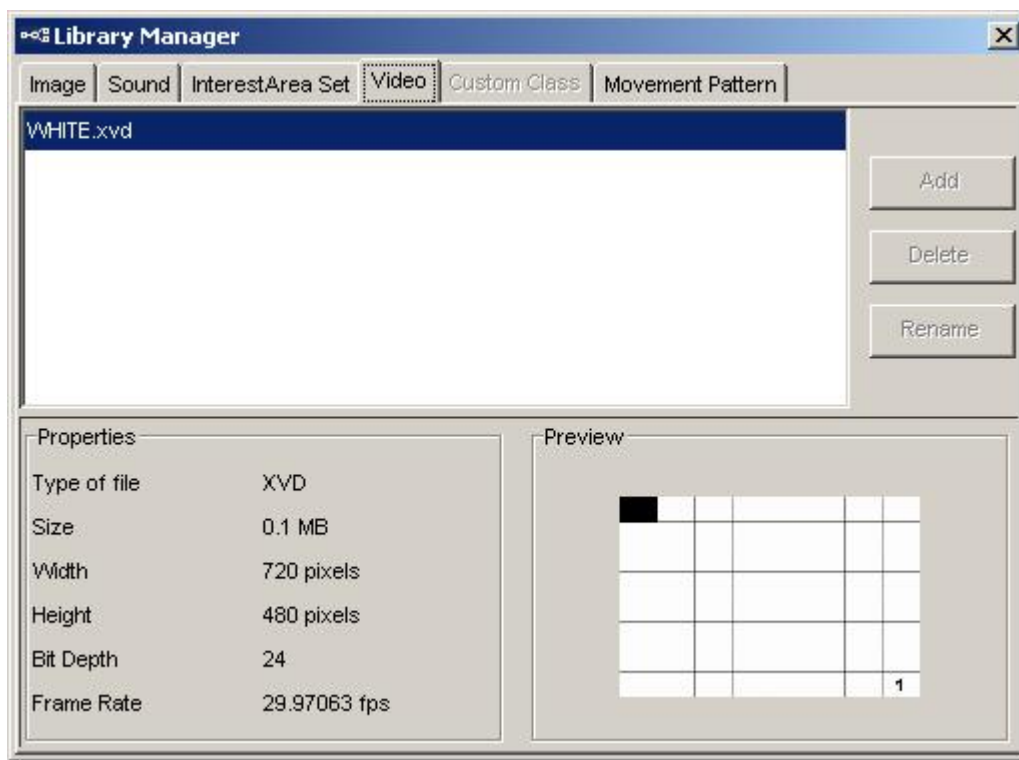 Library Manager
Image Sound InterestArea Set Video Custom Class Movement Pattern
WHITE.xvd
Add
Delete
Rename
Properties
Type of file XVD
Size 0.1 MB
Width 720 pixels
Height 480 pixels
Bit Depth 24
Frame Rate 29.97063 fps
Preview
1